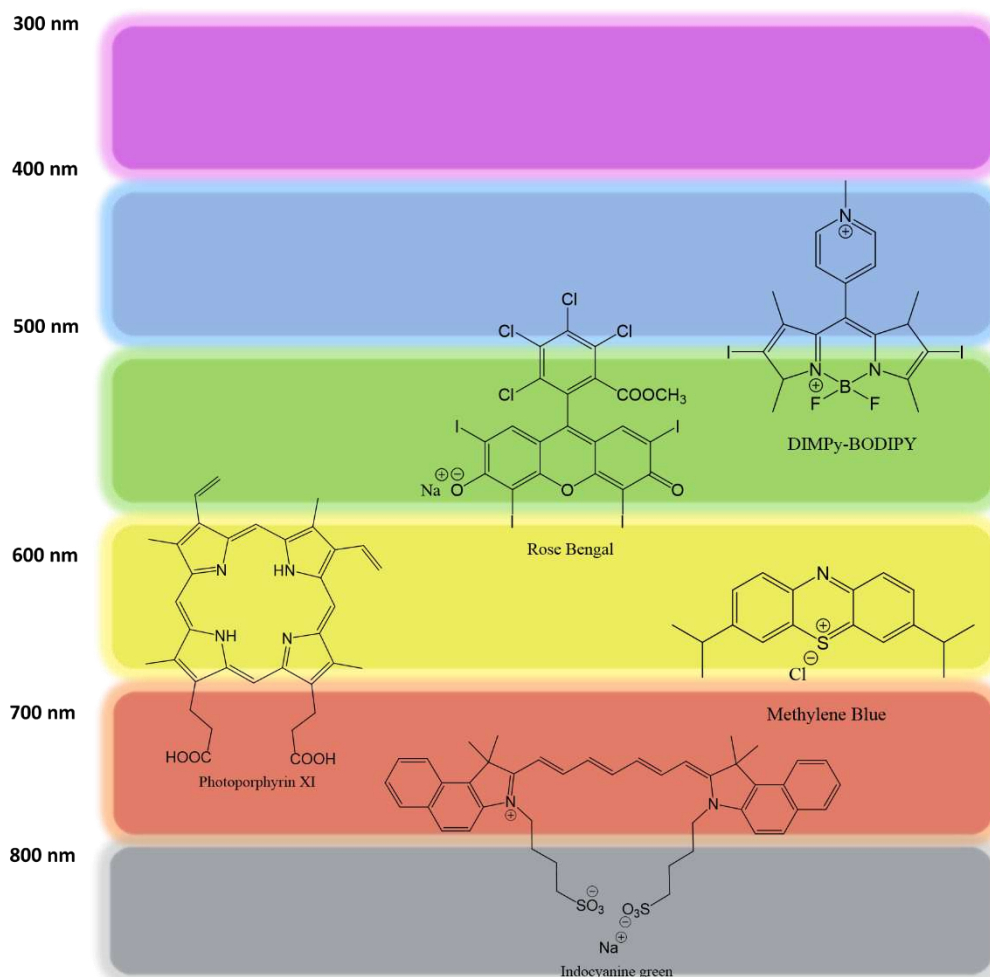 300 nm
400 nm
N
⊕
Cl
500 nm
Cl
Cl
I
I
N
N
⊕
B
Cl
COOCH₃
F
F
I
I
DIMPy-BODIPY
⊕ ⊖
Na O
O
O
I
I
Rose Bengal
600 nm
N
HN
N
NH
N
S
⊕
⊖
Cl
700 nm
Methylene Blue
HOOC
COOH
Photoporphyrin XI
N
⊕
N
800 nm
⊖
SO₃
O₃S
⊖
⊕
Na
Indocyanine green